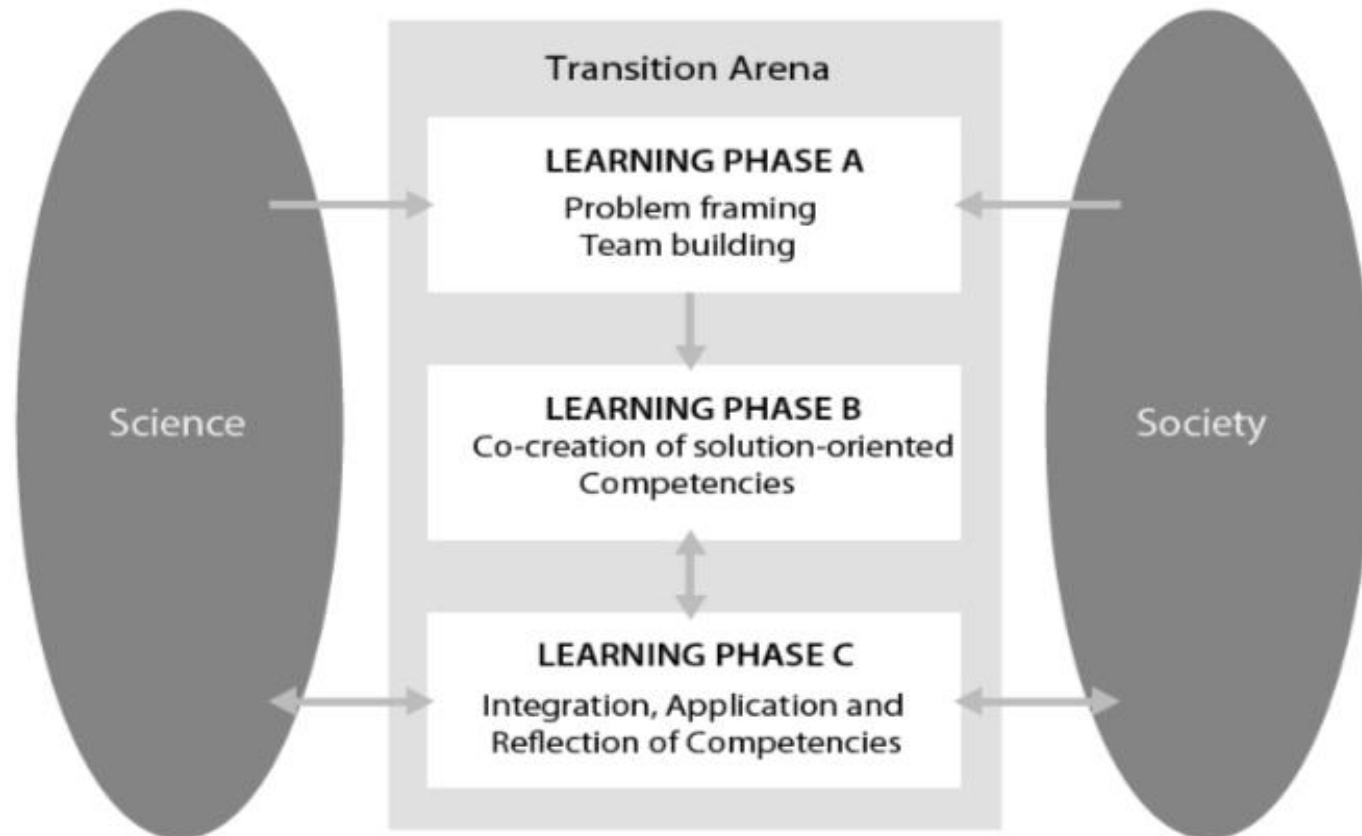 Transition Arena
LEARNING PHASE A
Problem framing
Team building
Science
LEARNING PHASE B
Co-creation of solution-oriented
Competencies
Society
LEARNING PHASE C
Integration, Application and
Reflection of Competencies